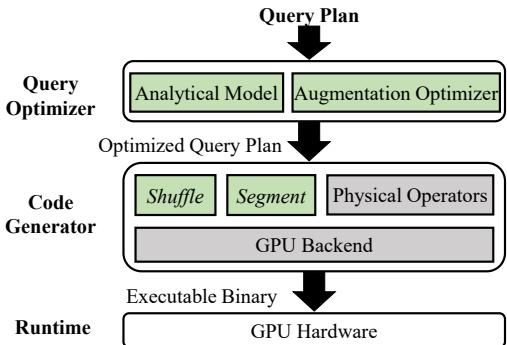 Query Plan
Query
Optimizer
Analytical Model
Augmentation Optimizer
Optimized Query Plan
Code
Generator
Shuffle
Segment
Physical Operators
GPU Backend
Executable Binary
Runtime
GPU Hardware